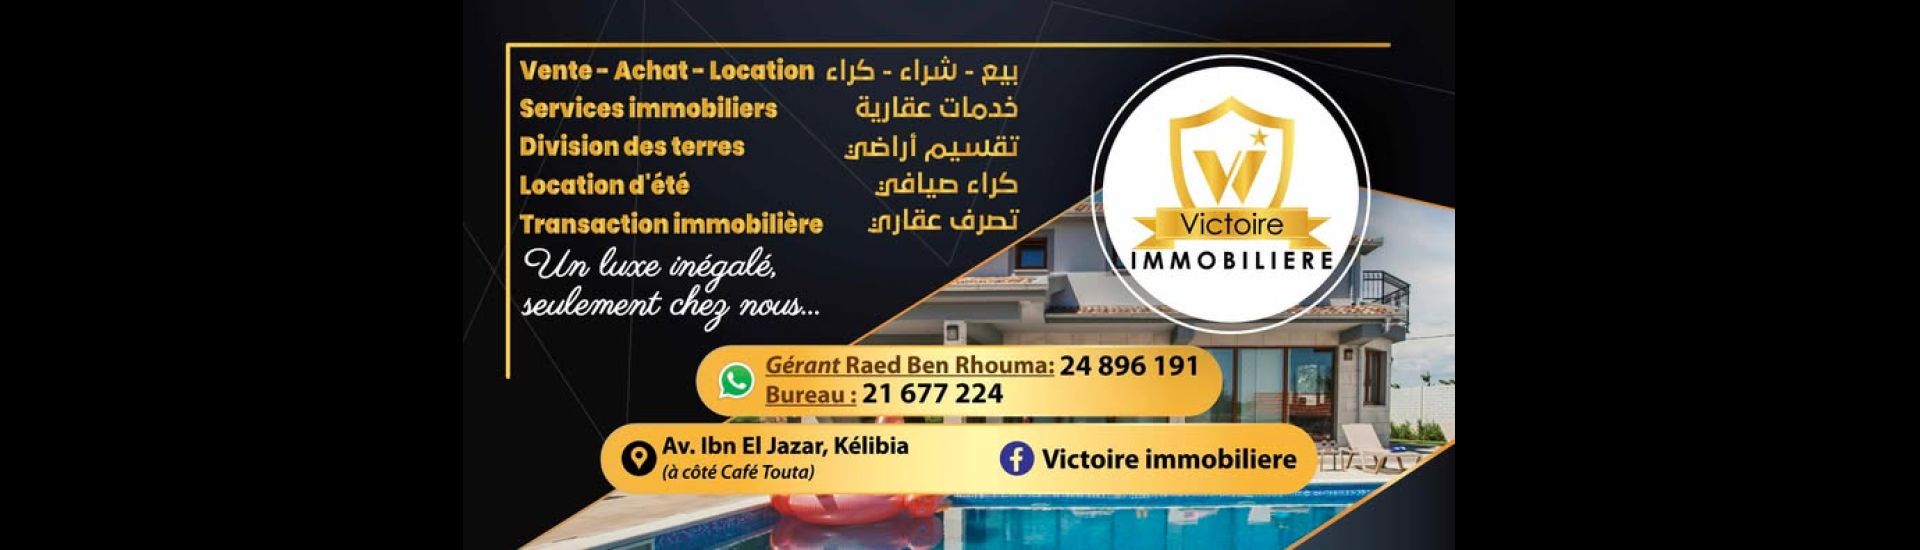 Vente - Achat - Location بيع - شراء - كراء
Services immobiliers خدمات عقارية
Division des terres تقسيم أراضي
Location d'été كراء صيافي
Transaction immobilière تصرف عقاري
Un luxe inégalé,
seulement chez nous...
Victoire
IMMOBILIERE
Gérant Raed Ben Rhouma: 24 896 191
Bureau : 21 677 224
Av. Ibn El Jazar, Kélibia
(à côté Café Touta)
Victoire immobiliere